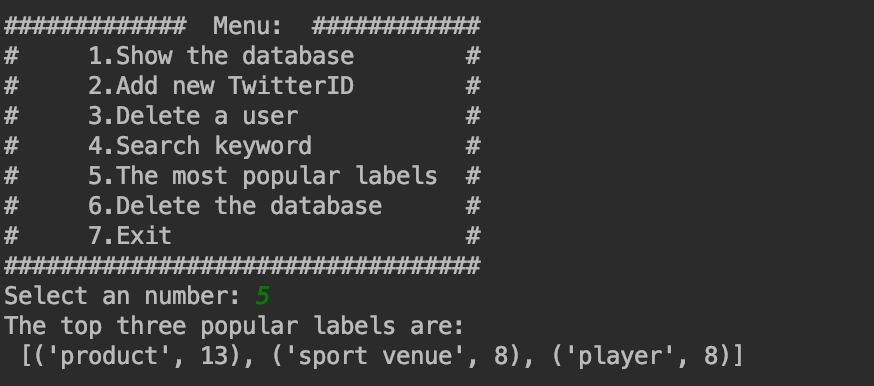 ############# Menu: ############
# 1.Show the database #
# 2.Add new TwitterID #
# 3.Delete a user #
# 4.Search keyword #
# 5.The most popular labels #
# 6.Delete the database #
# 7.Exit #
##################################
Select an number: 5
The top three popular labels are:
[('product', 13), ('sport venue', 8), ('player', 8)]